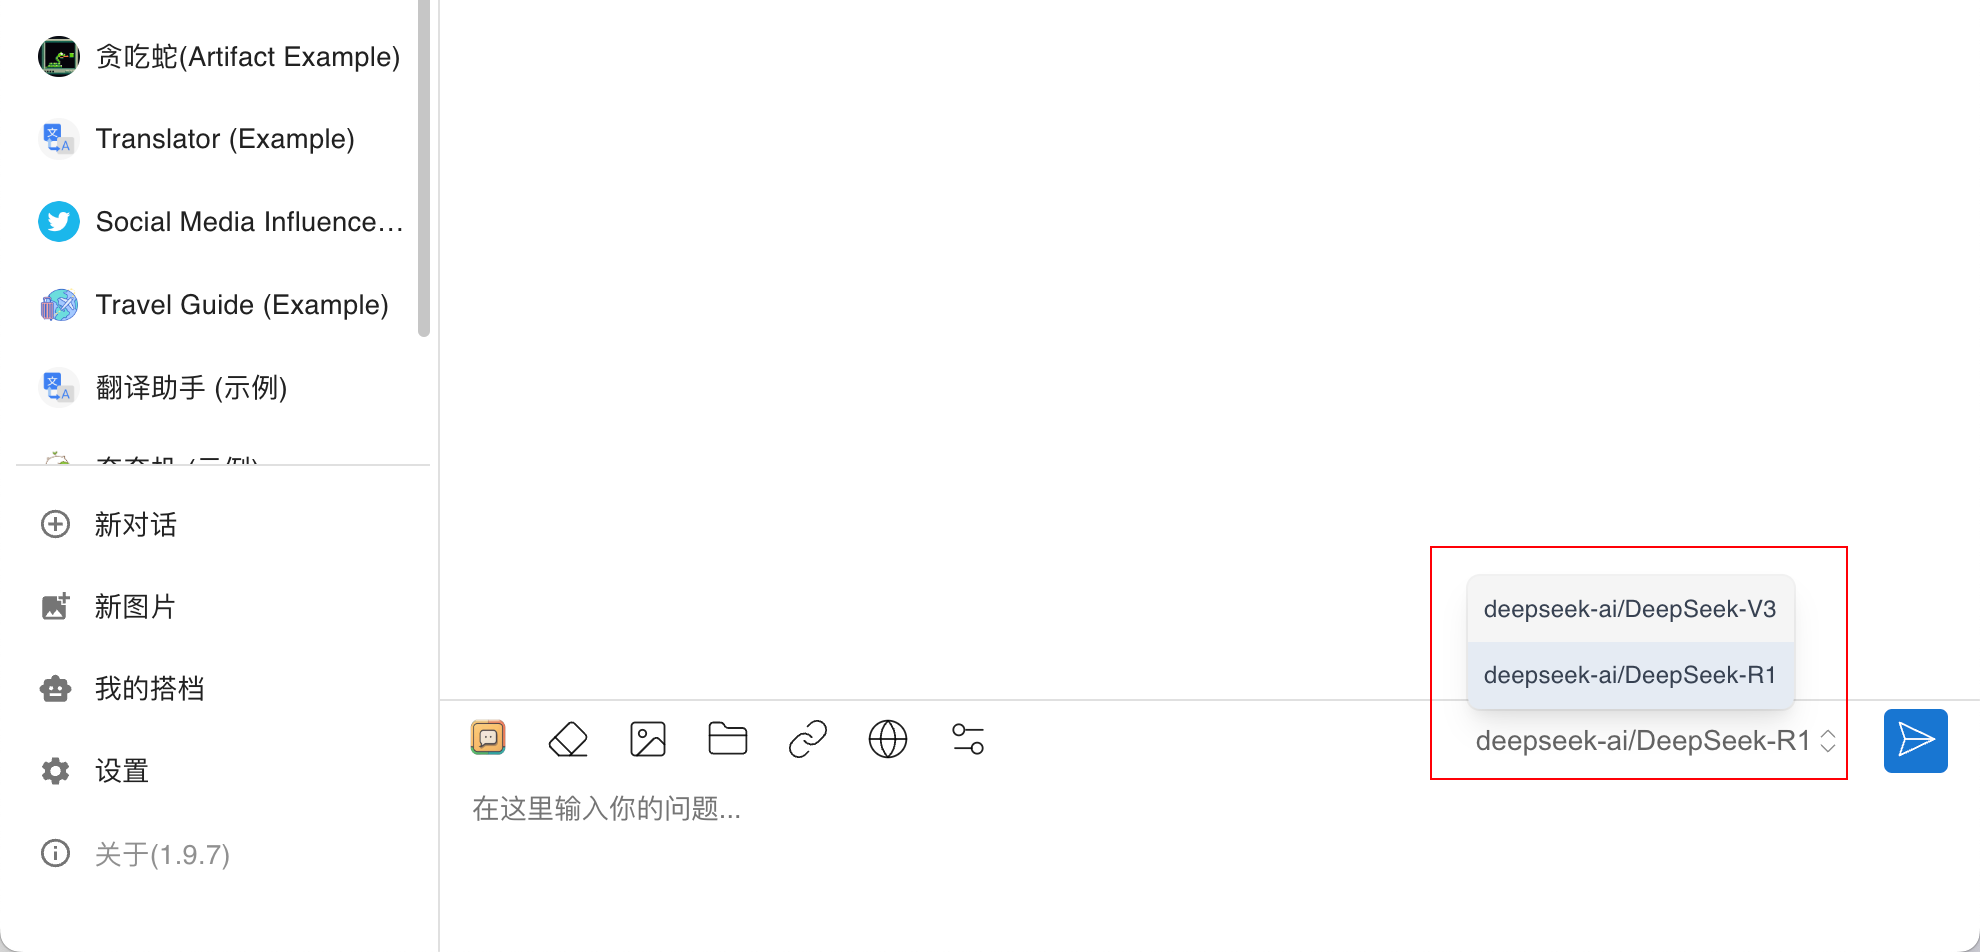 贪吃蛇(Artifact Example)
Translator (Example)
Social Media Influence...
Travel Guide (Example)
翻译助手 (示例)
新对话
新图片
我的搭档
设置
关于(1.9.7)
deepseek-ai/DeepSeek-V3
deepseek-ai/DeepSeek-R1
deepseek-ai/DeepSeek-R1
在这里输入你的问题...